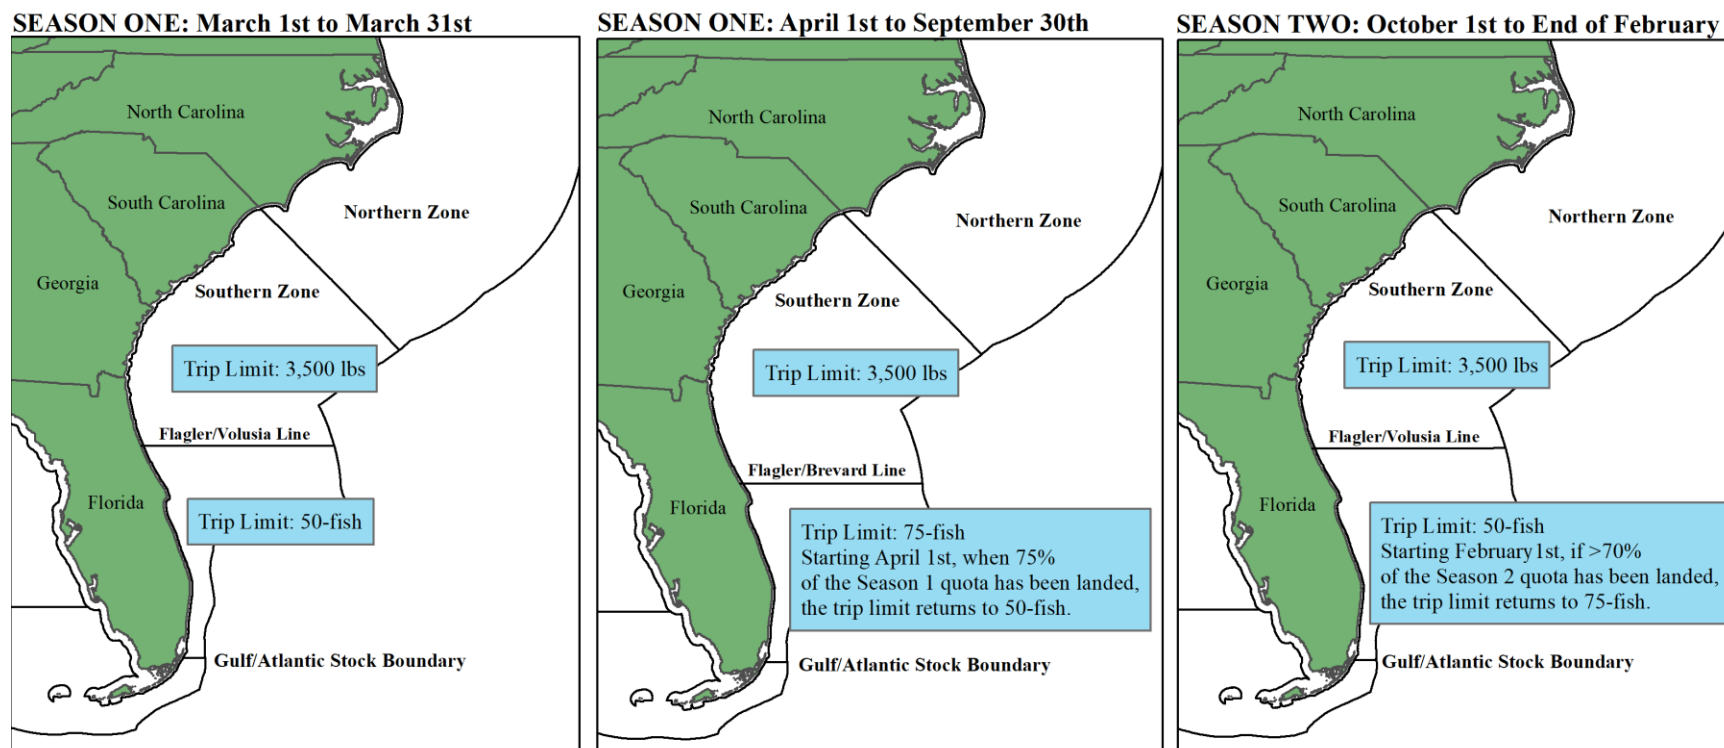 SEASON ONE: March 1st to March 31st
North Carolina
South Carolina
Northern Zone
Georgia
Southern Zone
Trip Limit: 3,500 lbs
Flagler/Volusia Line
Florida
Trip Limit: 50-fish
Gulf/Atlantic Stock Boundary
SEASON ONE: April 1st to September 30th
North Carolina
South Carolina
Northern Zone
Georgia
Southern Zone
Trip Limit: 3,500 lbs
Flagler/Brevard Line
Florida
Trip Limit: 75-fish
Starting April 1st, when 75%
of the Season 1 quota has been landed,
the trip limit returns to 50-fish.
Gulf/Atlantic Stock Boundary
SEASON TWO: October 1st to End of February
North Carolina
South Carolina
Northern Zone
Georgia
Southern Zone
Trip Limit: 3,500 lbs
Flagler/Volusia Line
Florida
Trip Limit: 50-fish
Starting February1st, if >70%
of the Season 2 quota has been landed,
the trip limit returns to 75-fish.
Gulf/Atlantic Stock Boundary